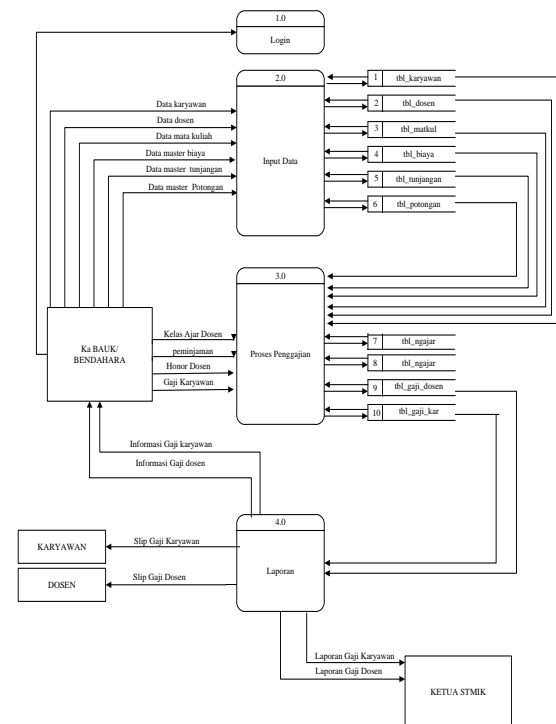 1.0
Login
2.0
Input Data
Data karyawan
Data dosen
Data mata kuliah
Data master biaya
Data master tunjangan
Data master Potongan
1 tbl_karyawan
2 tbl_dosen
3 tbl_matkul
4 tbl_biaya
5 tbl_tunjangan
6 tbl_potongan
3.0
Proses Penggajian
Ka BAUK/
BENDAHARA
Kelas Ajar Dosen
peminjaman
Honor Dosen
Gaji Karyawan
7 tbl_ngajar
8 tbl_ngajar
9 tbl_gaji_dosen
10 tbl_gaji_kar
Informasi Gaji karyawan
Informasi Gaji dosen
4.0
Laporan
KARYAWAN
Slip Gaji Karyawan
DOSEN
Slip Gaji Dosen
Laporan Gaji Karyawan
Laporan Gaji Dosen
KETUA STMIK